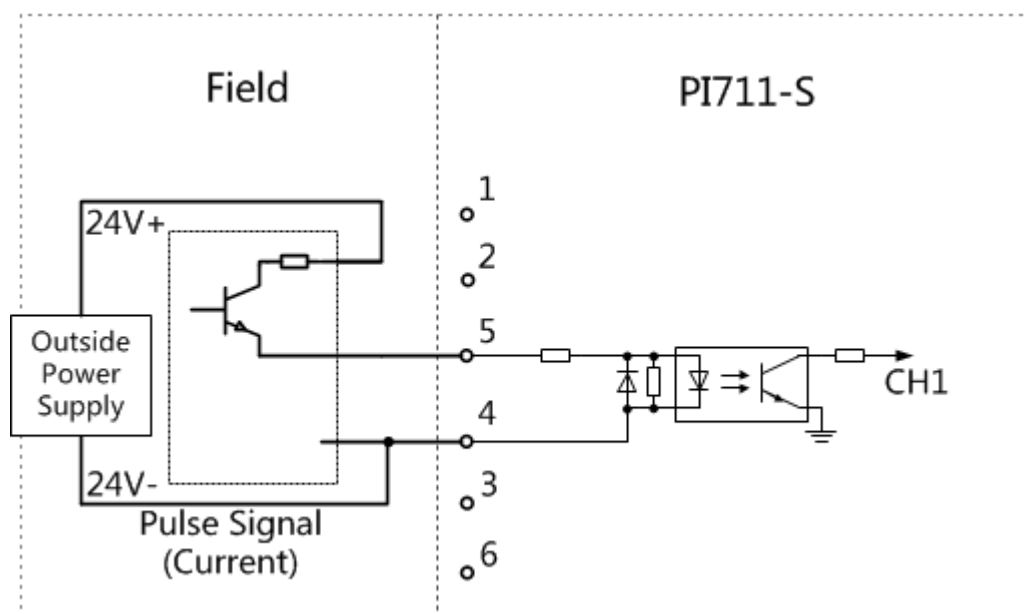 Field
PI711-S
24V+
Outside
Power
Supply
24V-
Pulse Signal
(Current)
1
2
5
4
3
6
CH1